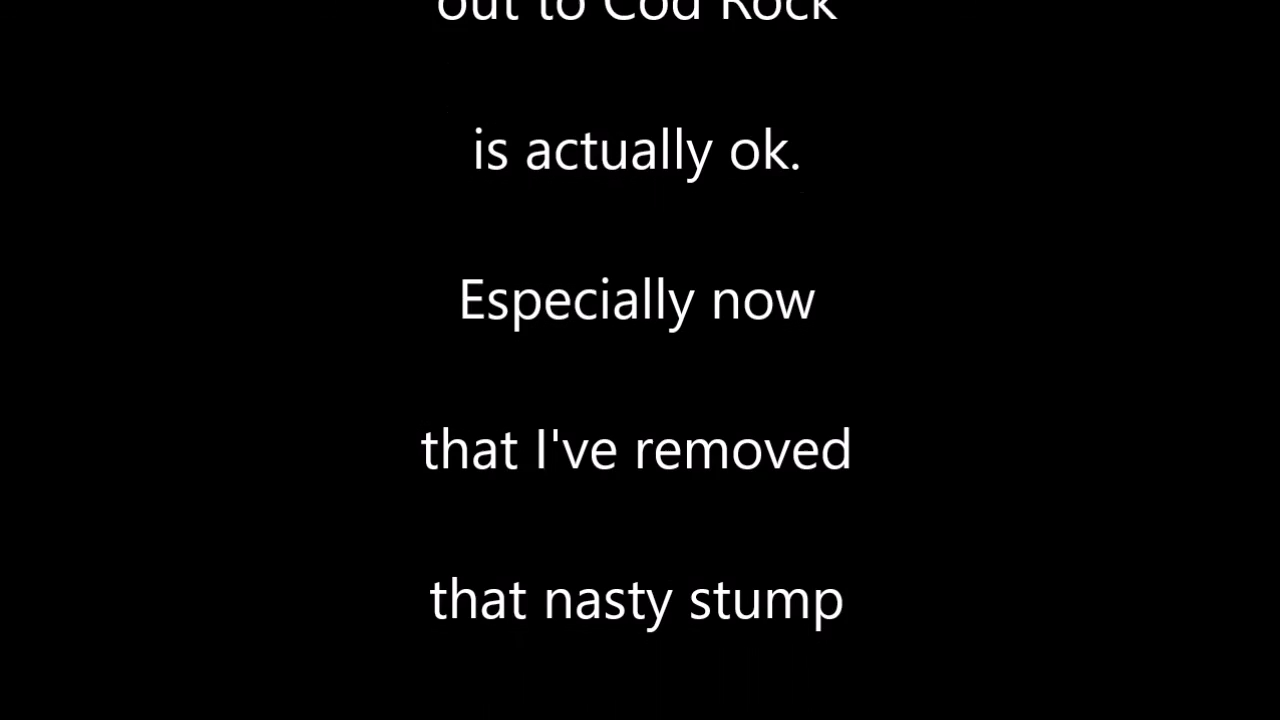 out to Cod Rock
is actually ok.
Especially now
that I've removed
that nasty stump